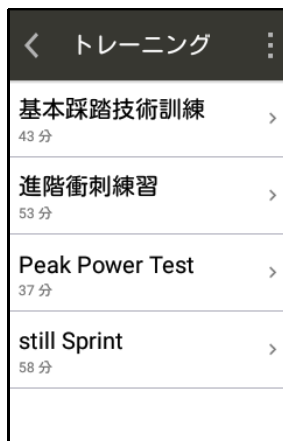 トレーニング
基本踩踏技術訓練
43 分
進階衝刺練習
53 分
Peak Power Test
37 分
still Sprint
58 分